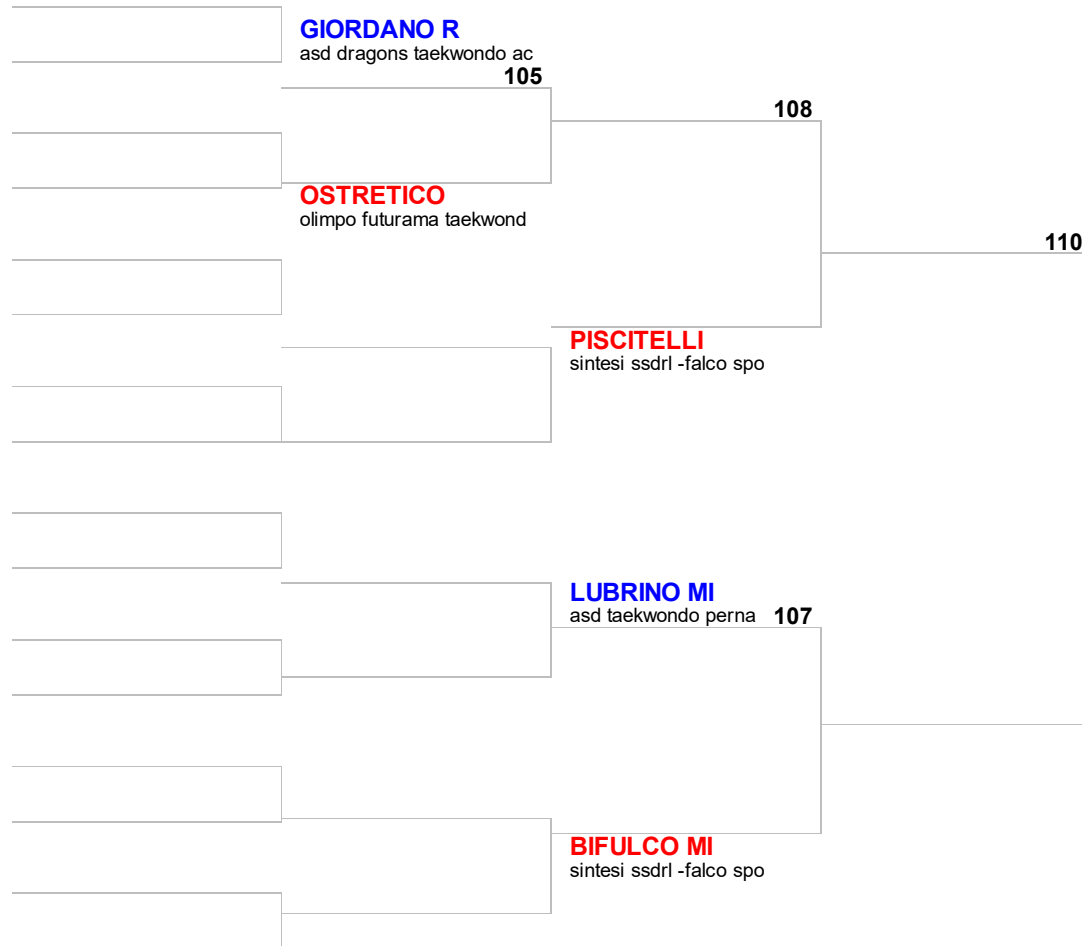 GIORDANO R
asd dragons taekwondo ac
105
108
OSTRETICO
olimpo futurama taekwond
110
PISCITELLI
sintesi ssdrl -falco spo
LUBRINO MI
asd taekwondo perna 107
BIFULCO MI
sintesi ssdrl -falco spo